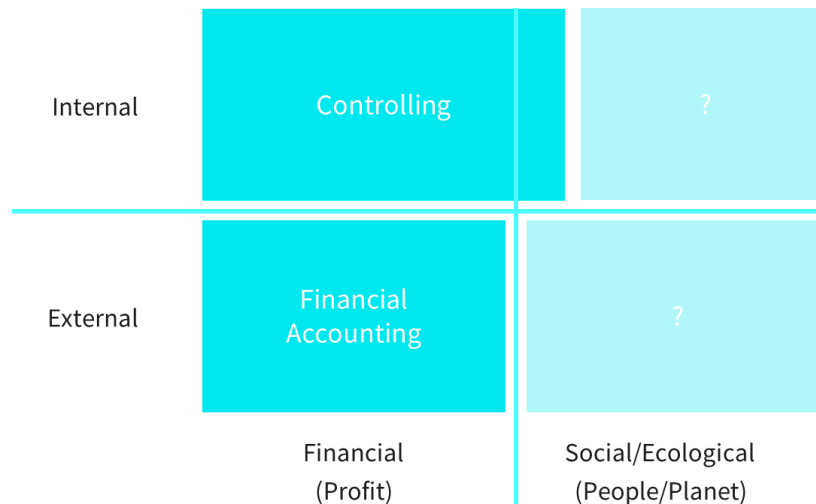 Internal
Controlling
?
External
Financial
Accounting
?
Financial
(Profit)
Social/Ecological
(People/Planet)